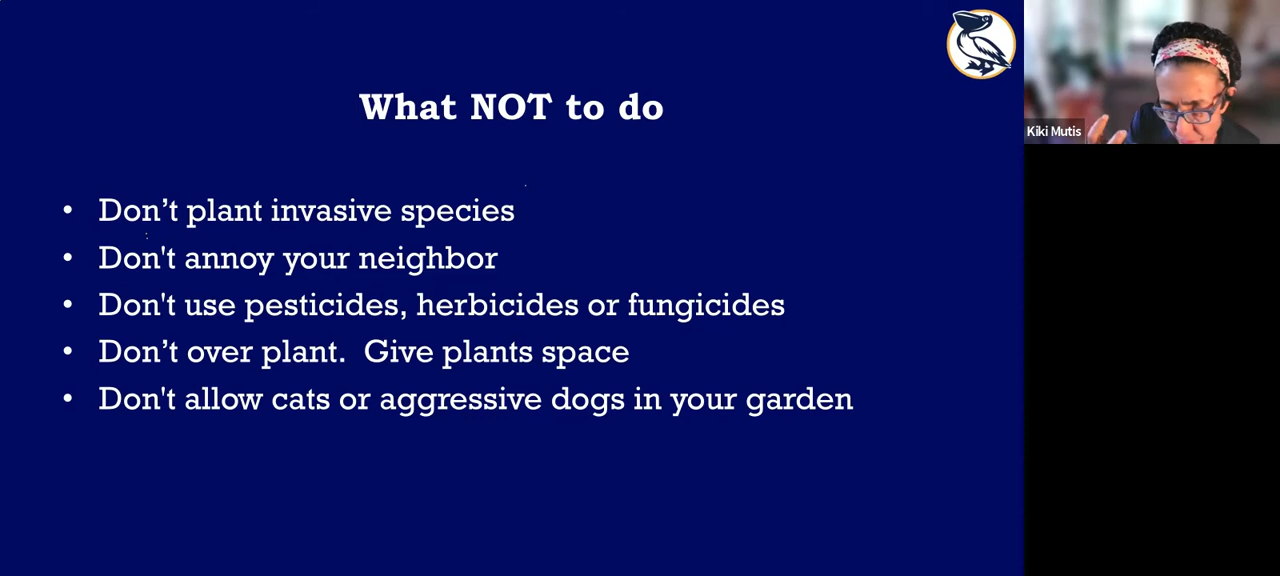 What NOT to do
Kiki Mutis
• Don’t plant invasive species
• Don't annoy your neighbor
• Don't use pesticides, herbicides or fungicides
• Don’t over plant.  Give plants space
• Don't allow cats or aggressive dogs in your garden